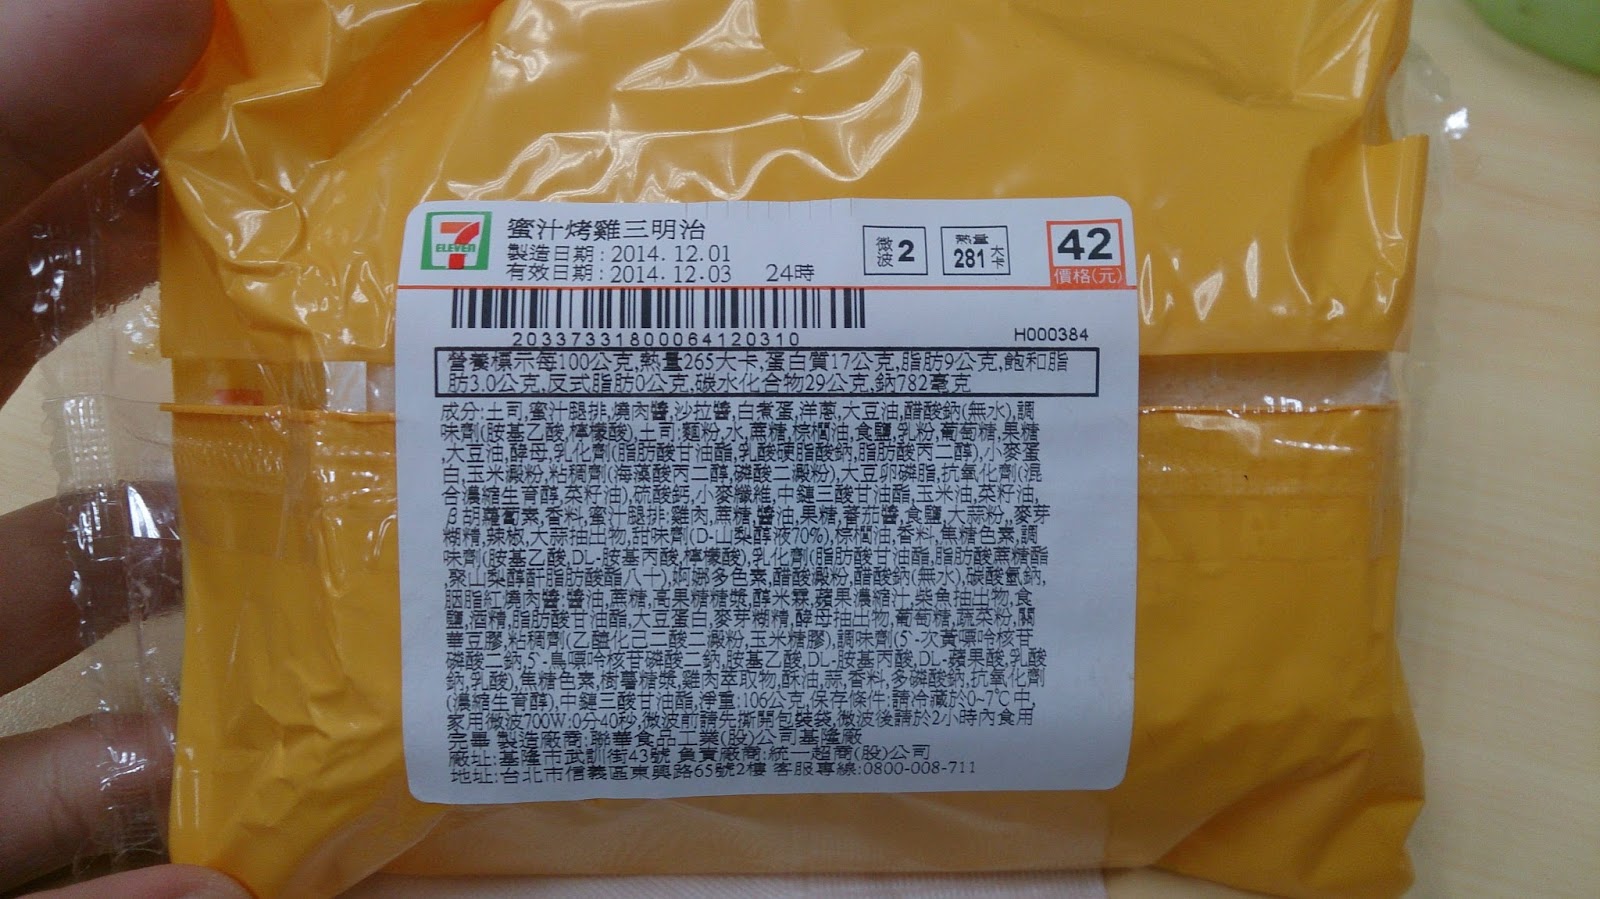 7 ELEVEN
蜜汁烤雞三明治
製造日期:2014.12.01
有效日期:2014.12.03 24時
微波2
熱量281大卡
42
價格(元)
2033733180006412031​0
H000384
營養標示每100公克,熱量265大卡,蛋白質17公克,脂肪9公克,飽和脂
肪3.0公克,反式脂肪0公克,碳水化合物29公克,鈉782毫克
成分:土司,蜜汁腿排,燒肉醬,沙拉醬,白煮蛋,洋蔥,大豆油,醋酸鈉(無水),調
味劑(胺基乙酸,檸檬酸),土司:麵粉,水,蔗糖,棕櫚油,食鹽,乳粉,葡萄糖,果糖
,大豆油,酵母,乳化劑(脂肪酸甘油酯,乳酸硬脂酸鈉,脂肪酸丙二醇),小麥蛋
白,玉米澱粉,粘稠劑(海藻酸丙二醇,磷酸二澱粉),大豆卵磷脂,抗氧化劑(混
合濃縮生育醇,菜籽油),硫酸鈣,小麥纖維,中鏈三酸甘油酯,玉米油,菜籽油,
β胡蘿蔔素,香料,蜜汁腿排:雞肉,蔗糖,醬油,果糖,蕃茄醬,食鹽,大蒜粉,,麥芽
糊精,辣椒,大蒜抽出物,甜味劑(D-山梨醇液70%),棕櫚油,香料,焦糖色素,調
味劑(胺基乙酸,DL-胺基丙酸,檸檬酸),乳化劑(脂肪酸甘油酯,脂肪酸蔗糖酯
,聚山梨醇酐脂肪酸酯八十),婀娜多色素,醋酸澱粉,醋酸鈉(無水),碳酸氫鈉,
胭脂紅,燒肉醬:醬油,蔗糖,高果糖糖漿,醇米霖,蘋果濃縮汁,柴魚抽出物,食
鹽,酒精,脂肪酸甘油酯,大豆蛋白,麥芽糊精,酵母抽出物,葡萄糖,蔬菜粉,關
華豆膠,粘稠劑(乙醯化己二酸二澱粉,玉米糖膠),調味劑(5`-次黃嘌呤核苷
磷酸二鈉,5`-鳥嘌呤核苷磷酸二鈉,胺基乙酸,DL-胺基丙酸,DL-蘋果酸,乳酸
鈉,乳酸),焦糖色素,樹薯糖漿,雞肉萃取物,酥油,蒜,香料,多磷酸鈉,抗氧化劑
(濃縮生育醇),中鏈三酸甘油酯,淨重:106公克,保存條件:請冷藏於0~7℃中,
家用微波700W:0分40秒,微波前請先撕開包裝袋,微波後請於2小時內食用
完畢 製造廠商:聯華食品工業(股)公司基隆廠
廠址:基隆市武訓街43號 負責廠商:統一超商(股)公司
地址:台北市信義區東興路65號2樓 客服專線:0800-008-711